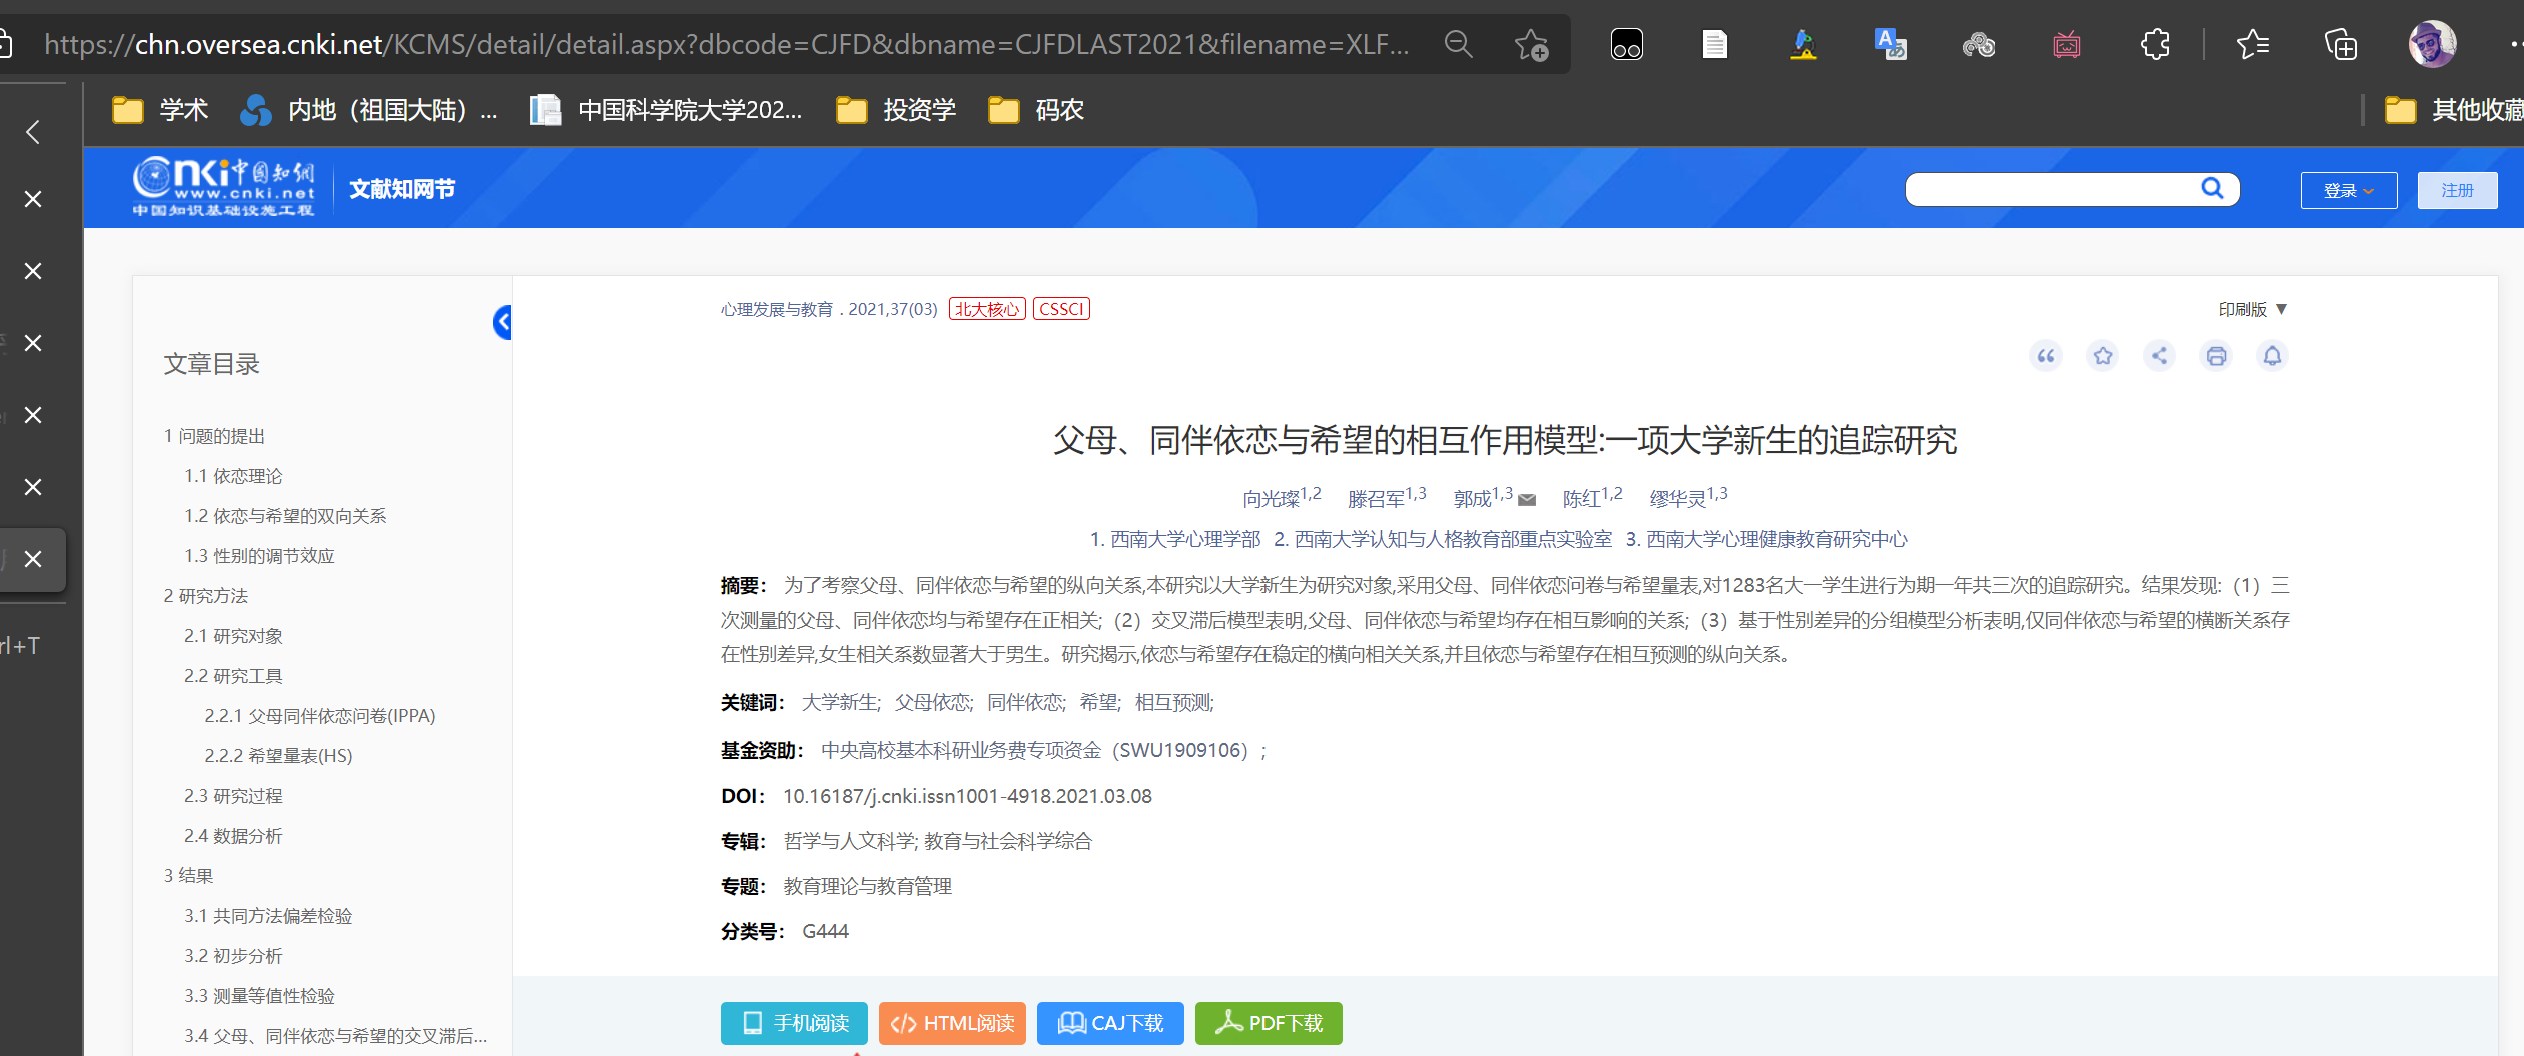 https://chn.oversea.cnki.net/KCMS/detail/detail.aspx?dbcode=CJFD&dbname=CJFDLAST2021&filename=XLF...
学术
内地（祖国大陆）...
中国科学院大学202...
投资学
码农
其他收藏
rl+T
Cnki中国知网
www.cnki.net
中国知识基础设施工程
文献知网节
登录
注册
文章目录
1 问题的提出
1.1 依恋理论
1.2 依恋与希望的双向关系
1.3 性别的调节效应
2 研究方法
2.1 研究对象
2.2 研究工具
2.2.1 父母同伴依恋问卷(IPPA)
2.2.2 希望量表(HS)
2.3 研究过程
2.4 数据分析
3 结果
3.1 共同方法偏差检验
3.2 初步分析
3.3 测量等值性检验
3.4 父母、同伴依恋与希望的交叉滞后...
心理发展与教育 . 2021,37(03) 北大核心 CSSCI
印刷版 ▼
父母、同伴依恋与希望的相互作用模型:一项大学新生的追踪研究
向光璨1,2 滕召军1,3 郭成1,3 陈红1,2 缪华灵1,3
1. 西南大学心理学部 2. 西南大学认知与人格教育部重点实验室 3. 西南大学心理健康教育研究中心
摘要： 为了考察父母、同伴依恋与希望的纵向关系,本研究以大学新生为研究对象,采用父母、同伴依恋问卷与希望量表,对1283名大一学生进行为期一年共三次的追踪研究。结果发现:（1）三
次测量的父母、同伴依恋均与希望存在正相关;（2）交叉滞后模型表明,父母、同伴依恋与希望均存在相互影响的关系;（3）基于性别差异的分组模型分析表明,仅同伴依恋与希望的横断关系存
在性别差异,女生相关系数显著大于男生。研究揭示,依恋与希望存在稳定的横向相关关系,并且依恋与希望存在相互预测的纵向关系。
关键词： 大学新生; 父母依恋; 同伴依恋; 希望; 相互预测;
基金资助： 中央高校基本科研业务费专项资金（SWU1909106）;
DOI： 10.16187/j.cnki.issn1001-4918.2021.03.08
专辑： 哲学与人文科学; 教育与社会科学综合
专题： 教育理论与教育管理
分类号： G444
手机阅读
HTML阅读
CAJ下载
PDF下载